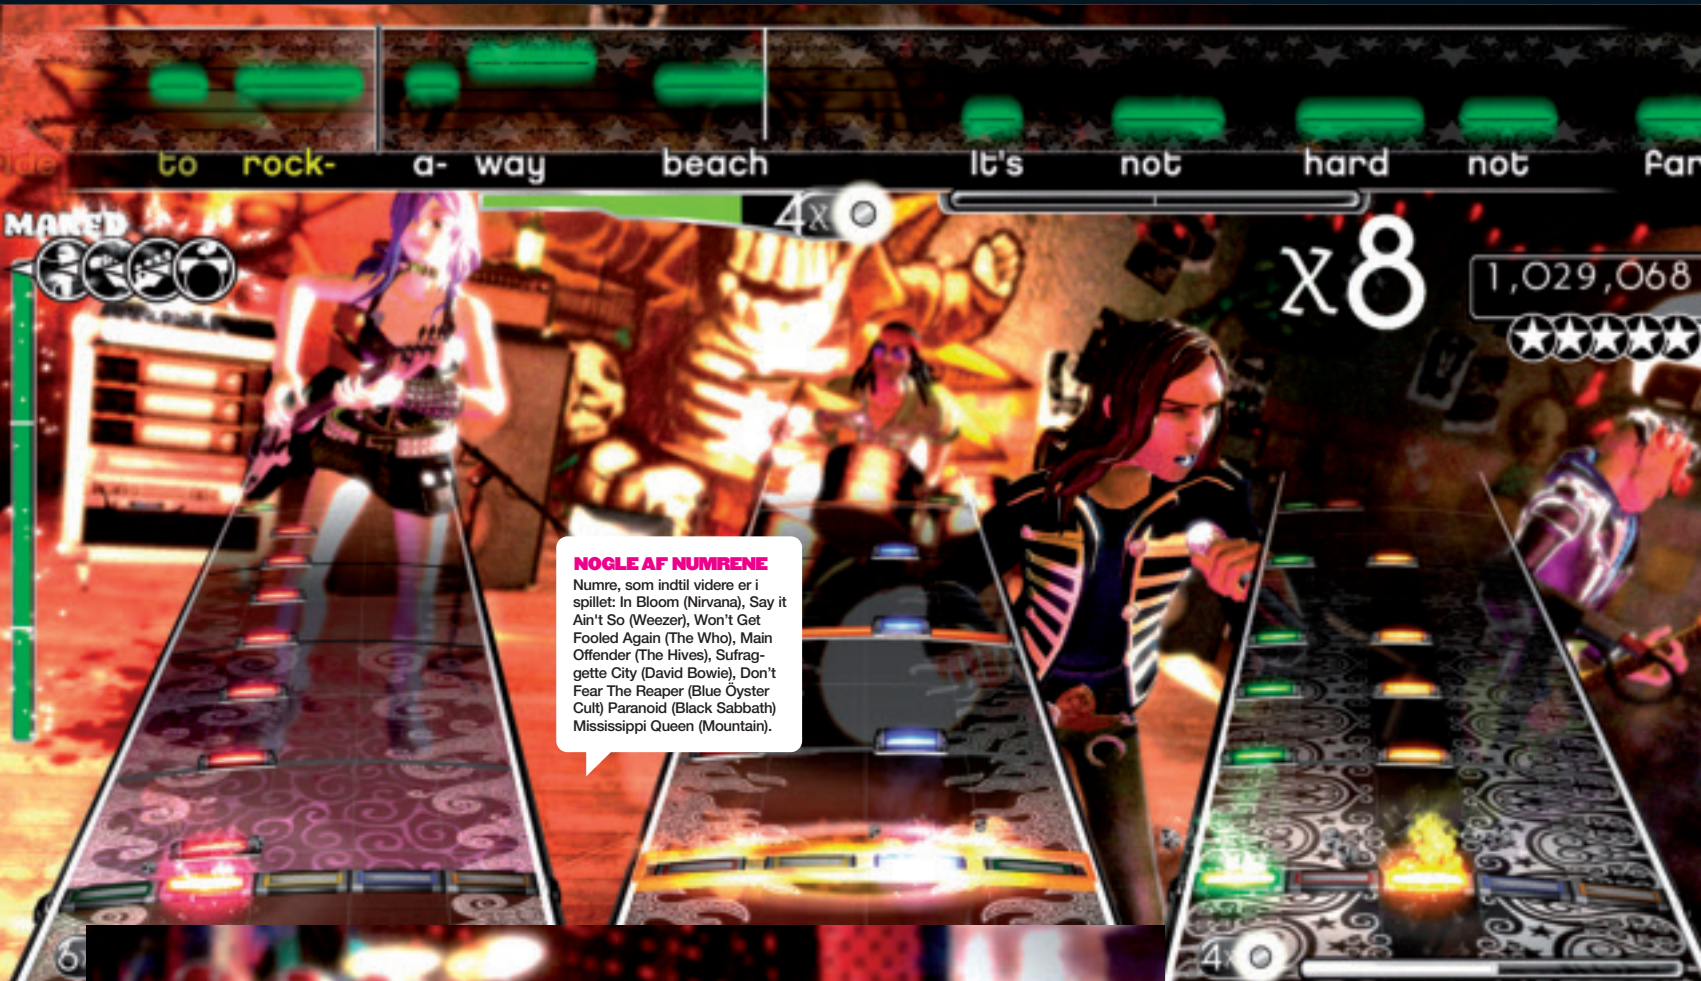 to rock- a- way beach It's not hard not far
4x
x8
1,029,068
NOGLE AF NUMRENE
Numre, som indtil videre er i
spillet: In Bloom (Nirvana), Say it
Ain't So (Weezer), Won't Get
Fooled Again (The Who), Main
Offender (The Hives), Sufrag-
gette City (David Bowie), Don't
Fear The Reaper (Blue Öyster
Cult) Paranoid (Black Sabbath)
Mississippi Queen (Mountain).
4x